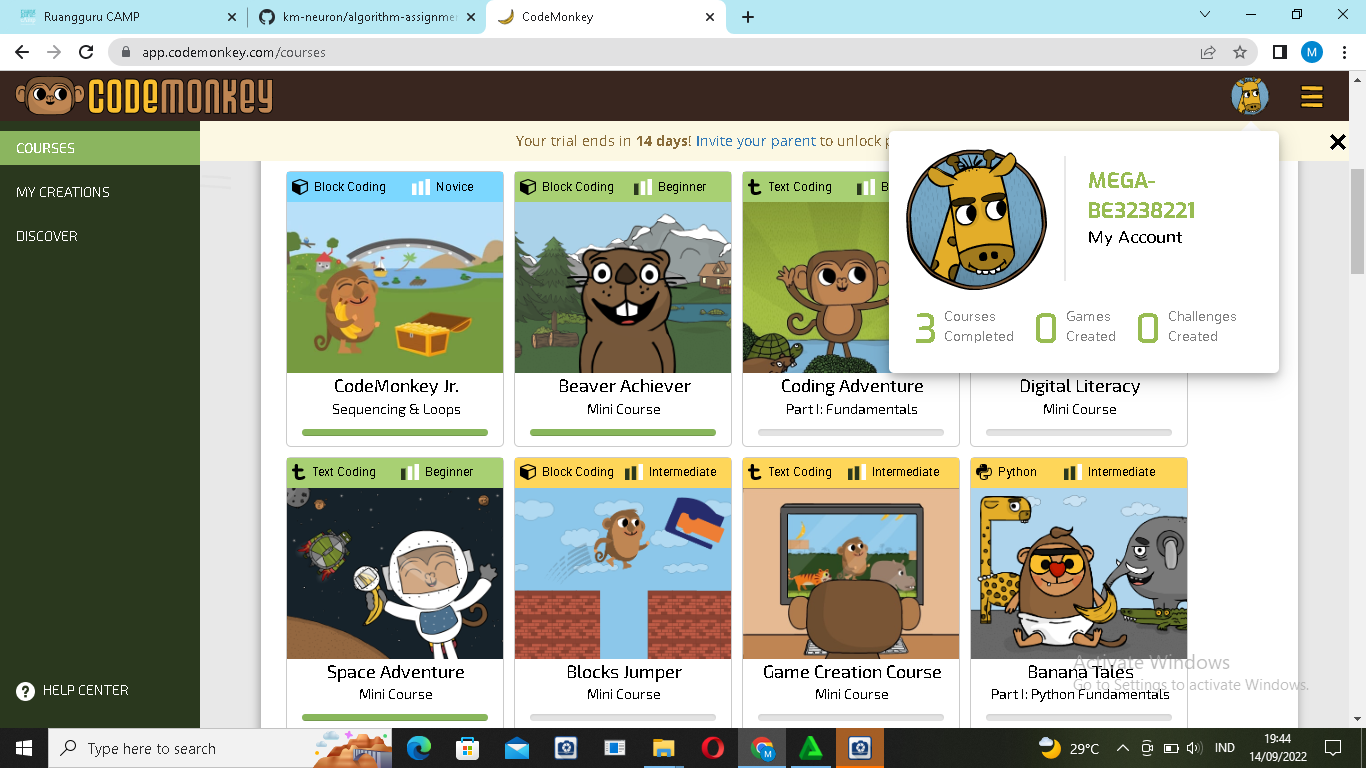 Ruangguru CAMP
km-neuron/algorithm-assignmen
CodeMonkey
app.codemonkey.com/courses
M
CODEMONKEY
COURSES
MY CREATIONS
DISCOVER
HELP CENTER
Your trial ends in 14 days! Invite your parent to unlock p
MEGA-
BE3238221
My Account
3 Courses Completed
0 Games Created
0 Challenges Created
Block Coding Novice
CodeMonkey Jr.
Sequencing & Loops
Block Coding Beginner
Beaver Achiever
Mini Course
Text Coding B
Coding Adventure
Part I: Fundamentals
Digital Literacy
Mini Course
Text Coding Beginner
Space Adventure
Mini Course
Block Coding Intermediate
Blocks Jumper
Mini Course
Text Coding Intermediate
Game Creation Course
Mini Course
Python Intermediate
Banana Tales
Part I: Python Fundamentals
Activate Windows
Go to Settings to activate Windows.
Type here to search
M
29°C
IND
19:44
14/09/2022